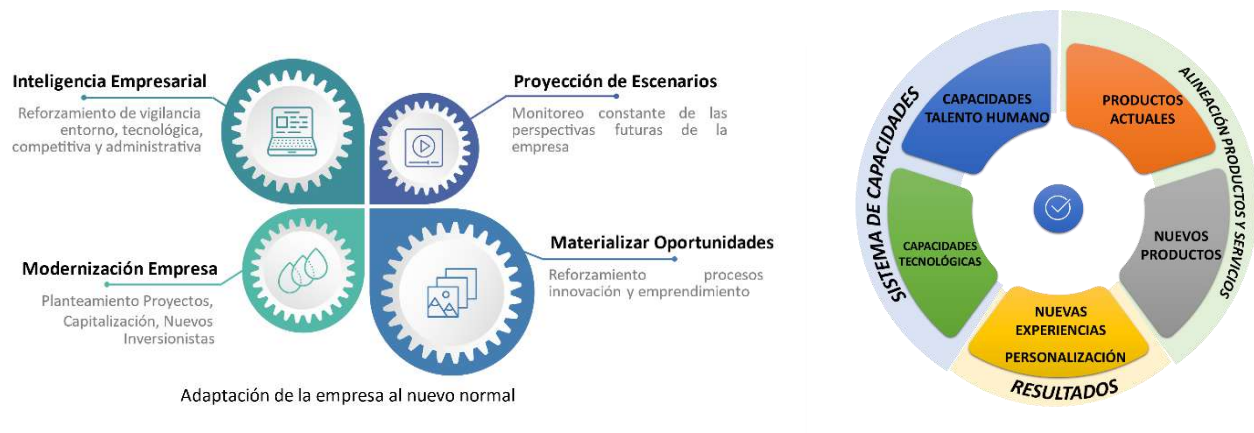 Inteligencia Empresarial
Reforzamiento de vigilancia
entorno, tecnológica,
competitiva y administrativa
Proyección de Escenarios
Monitoreo constante de las
perspectivas futuras de la
empresa
Modernización Empresa
Planteamiento Proyectos,
Capitalización, Nuevos
Inversionistas
Materializar Oportunidades
Reforzamiento procesos
innovación y emprendimiento
Adaptación de la empresa al nuevo normal
SISTEMA DE CAPACIDADES
CAPACIDADES
TALENTO HUMANO
CAPACIDADES
TECNOLÓGICAS
ALINEACIÓN PRODUCTOS Y SERVICIOS
PRODUCTOS
ACTUALES
NUEVOS
PRODUCTOS
NUEVAS
EXPERIENCIAS
PERSONALIZACIÓN
RESULTADOS